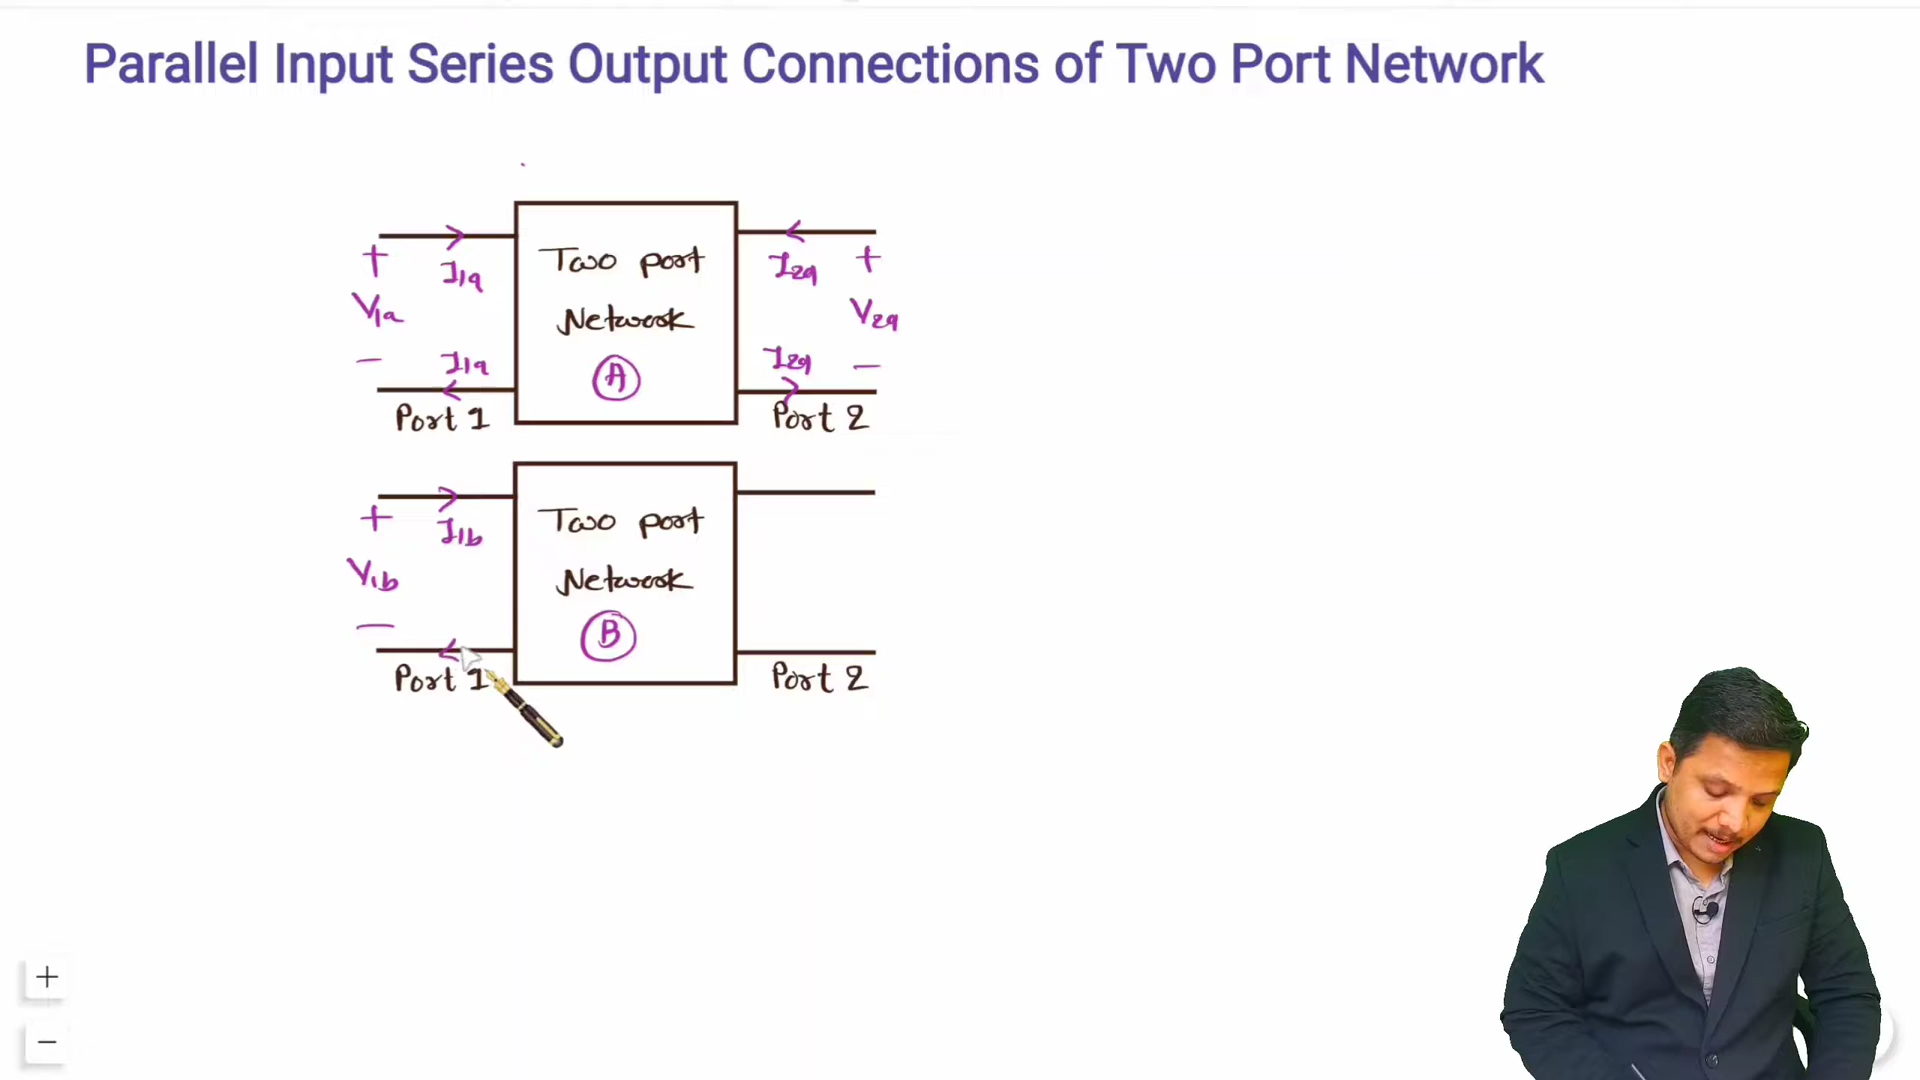 Parallel Input Series Output Connections of Two Port Network
+ I1a Two port I2a +
V1a Network V2a
− I1a A I2a −
Port 1 Port 2
+ I1b Two port
V1b Network
− B
Port 1 Port 2
+
−